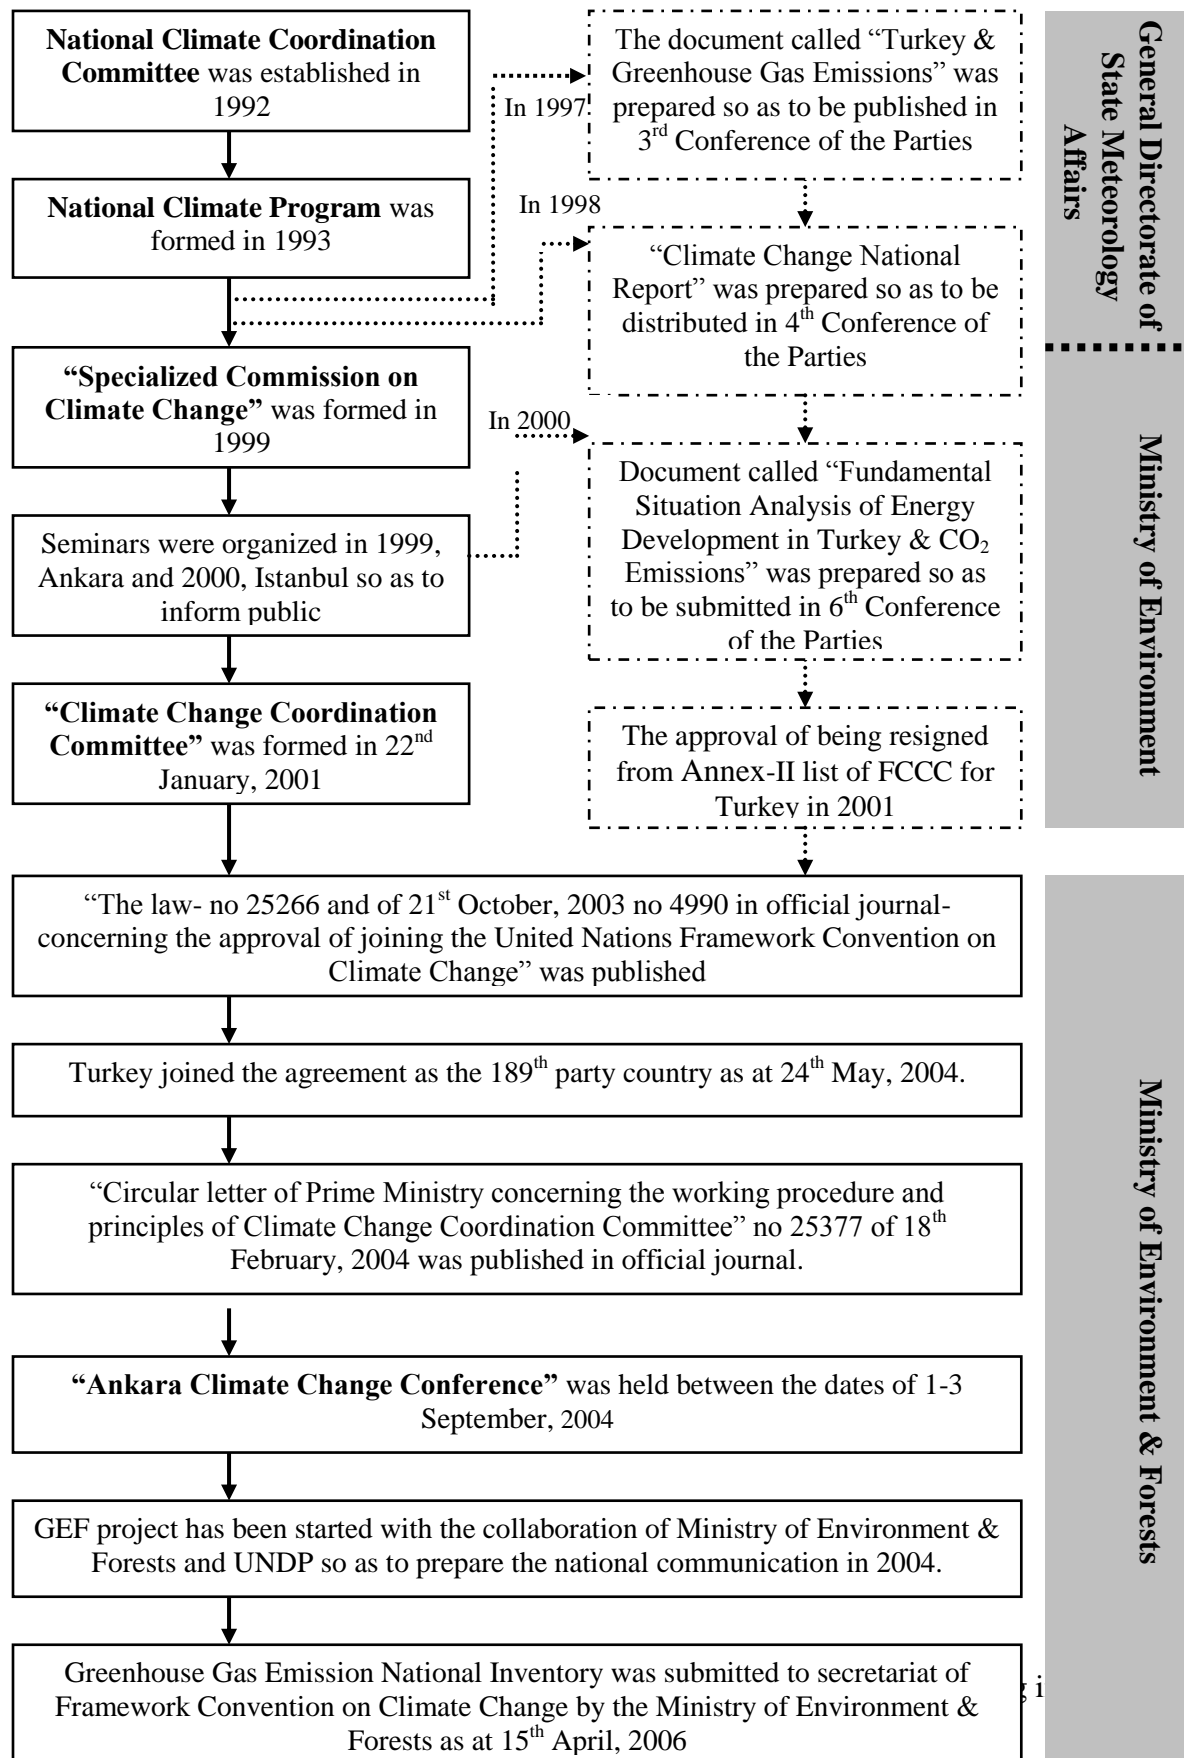 National Climate Coordination
Committee was established in
1992
National Climate Program was
formed in 1993
“Specialized Commission on
Climate Change” was formed in
1999
Seminars were organized in 1999,
Ankara and 2000, Istanbul so as to
inform public
“Climate Change Coordination
Committee” was formed in 22nd
January, 2001
In 1997
In 1998
In 2000
The document called “Turkey &
Greenhouse Gas Emissions” was
prepared so as to be published in
3rd Conference of the Parties
“Climate Change National
Report” was prepared so as to be
distributed in 4th Conference of
the Parties
Document called “Fundamental
Situation Analysis of Energy
Development in Turkey & CO2
Emissions” was prepared so as
to be submitted in 6th Conference
of the Parties
The approval of being resigned
from Annex-II list of FCCC for
Turkey in 2001
General Directorate of
State Meteorology
Affairs
Ministry of Environment
“The law- no 25266 and of 21st October, 2003 no 4990 in official journal-
concerning the approval of joining the United Nations Framework Convention on
Climate Change” was published
Turkey joined the agreement as the 189th party country as at 24th May, 2004.
“Circular letter of Prime Ministry concerning the working procedure and
principles of Climate Change Coordination Committee” no 25377 of 18th
February, 2004 was published in official journal.
“Ankara Climate Change Conference” was held between the dates of 1-3
September, 2004
GEF project has been started with the collaboration of Ministry of Environment &
Forests and UNDP so as to prepare the national communication in 2004.
Greenhouse Gas Emission National Inventory was submitted to secretariat of
Framework Convention on Climate Change by the Ministry of Environment &
Forests as at 15th April, 2006
Ministry of Environment & Forests